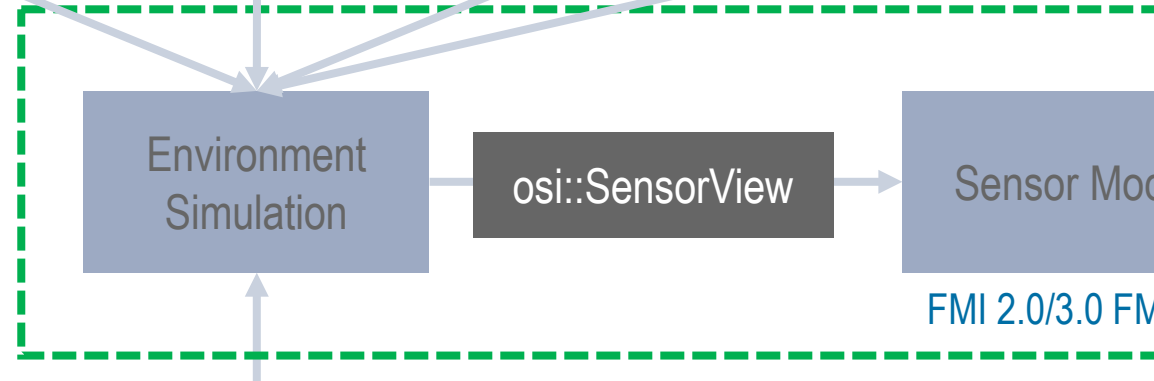 Environment
Simulation
osi::SensorView
Sensor Mod
FMI 2.0/3.0 FM